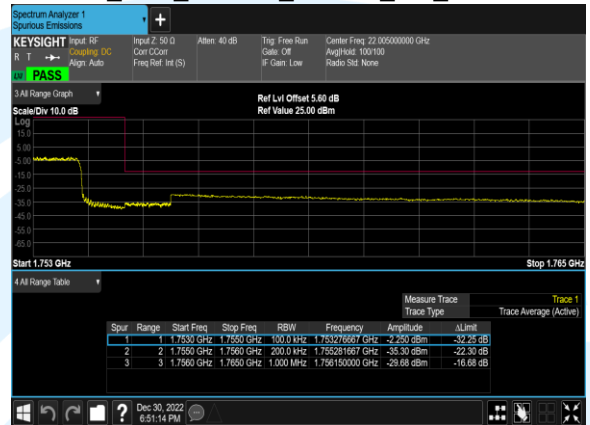 Spectrum Analyzer 1
Spurious Emissions
+
KEYSIGHT Input: RF Input Z: 50 Ω Atten: 40 dB Trig: Free Run Center Freq: 22.005000000 GHz
R T Coupling: DC Corr CCorr Gate: Off Avg|Hold: 100/100
Align: Auto Freq Ref: Int (S) IF Gain: Low Radio Std: None
PASS
3 All Range Graph
Ref Lvl Offset 5.60 dB
Scale/Div 10.0 dB Ref Value 25.00 dBm
Log
15.0
5.00
-5.00
-15.0
-25.0
-35.0
-45.0
-55.0
-65.0
Start 1.753 GHz Stop 1.765 GHz
4 All Range Table
Measure Trace Trace 1
Trace Type Trace Average (Active)
Spur Range Start Freq Stop Freq RBW Frequency Amplitude ΔLimit
1 1 1.7530 GHz 1.7550 GHz 100.0 kHz 1.753276667 GHz -2.250 dBm -32.25 dB
2 2 1.7550 GHz 1.7560 GHz 200.0 kHz 1.755281667 GHz -35.30 dBm -22.30 dB
3 3 1.7560 GHz 1.7650 GHz 1.000 MHz 1.756150000 GHz -29.68 dBm -16.68 dB
? Dec 30, 2022
6:51:14 PM